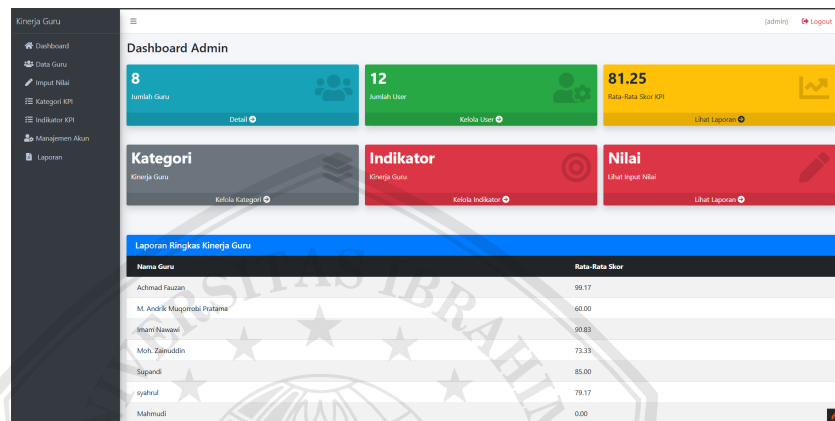 Kinerja Guru
(admin) Logout
Dashboard
Data Guru
Imput Nilai
Kategori KPI
Indikator KPI
Manajemen Akun
Laporan
Dashboard Admin
8
Jumlah Guru
Detail
12
Jumlah User
Kelola User
81.25
Rata-Rata Skor KPI
Lihat Laporan
Kategori
Kinerja Guru
Kelola Kategori
Indikator
Kinerja Guru
Kelola Indikator
Nilai
Lihat Input Nilai
Lihat Laporan
Laporan Ringkas Kinerja Guru
Nama Guru Rata-Rata Skor
Achmad Fauzan 99.17
M. Andrik Muqorrobi Pratama 60.00
Imam Nawawi 90.83
Moh. Zainuddin 73.33
Supandi 85.00
syahrul 79.17
Mahmudi 0.00